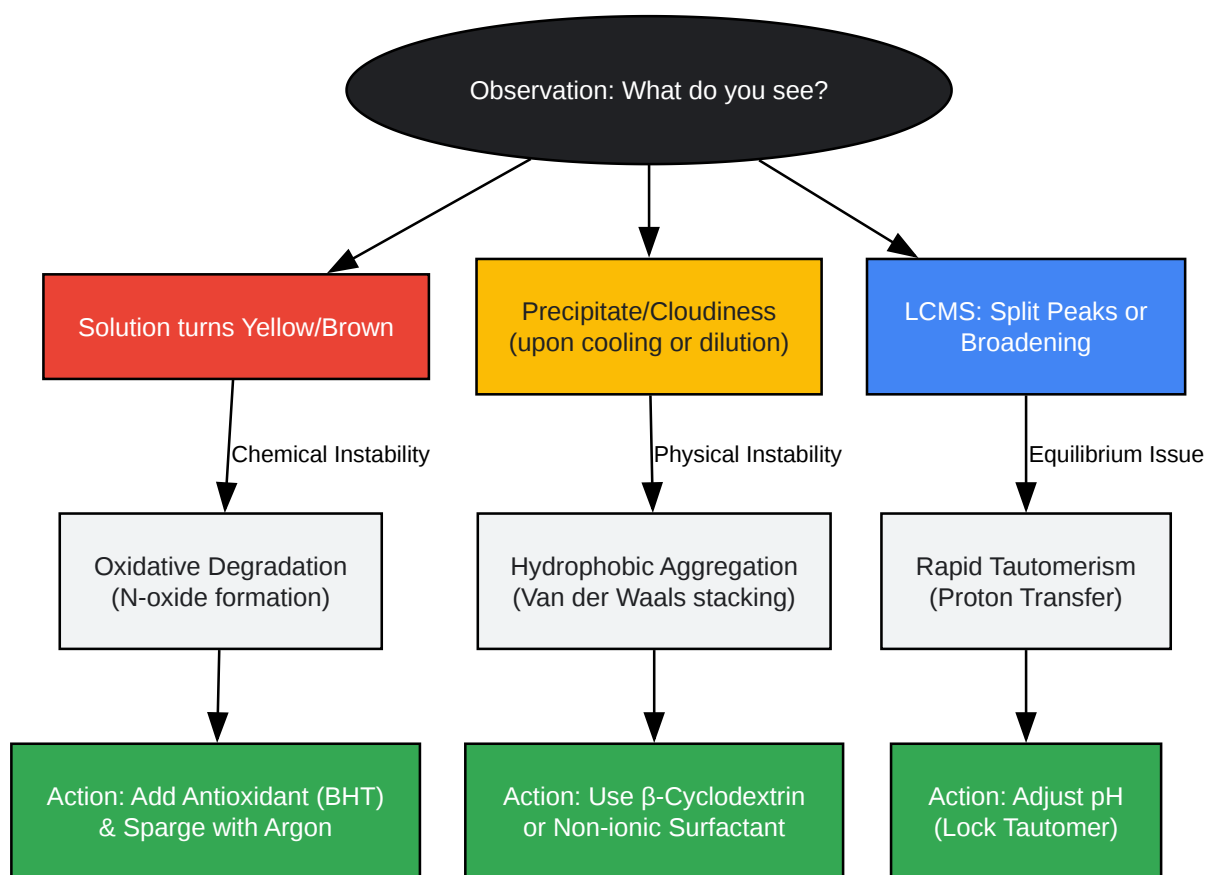 Observation: What do you see?
Solution turns Yellow/Brown
Precipitate/Cloudiness
(upon cooling or dilution)
LCMS: Split Peaks or
Broadening
Chemical Instability
Physical Instability
Equilibrium Issue
Oxidative Degradation
(N-oxide formation)
Hydrophobic Aggregation
(Van der Waals stacking)
Rapid Tautomerism
(Proton Transfer)
Action: Add Antioxidant (BHT)
& Sparge with Argon
Action: Use β-Cyclodextrin
or Non-ionic Surfactant
Action: Adjust pH
(Lock Tautomer)